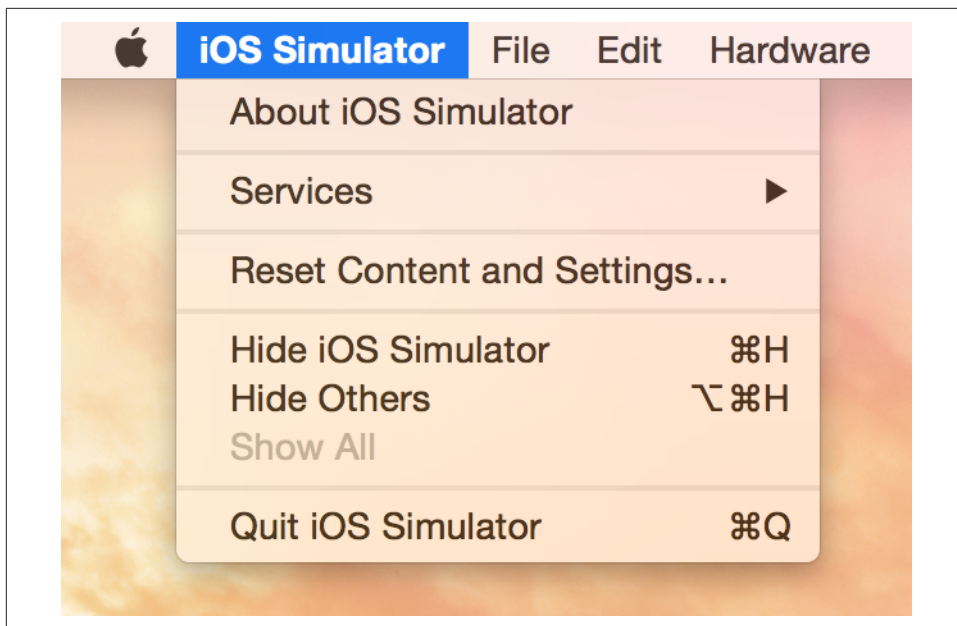 iOS Simulator File Edit Hardware
About iOS Simulator
Services ▶
Reset Content and Settings...
Hide iOS Simulator ⌘H
Hide Others ⌥⌘H
Show All
Quit iOS Simulator ⌘Q